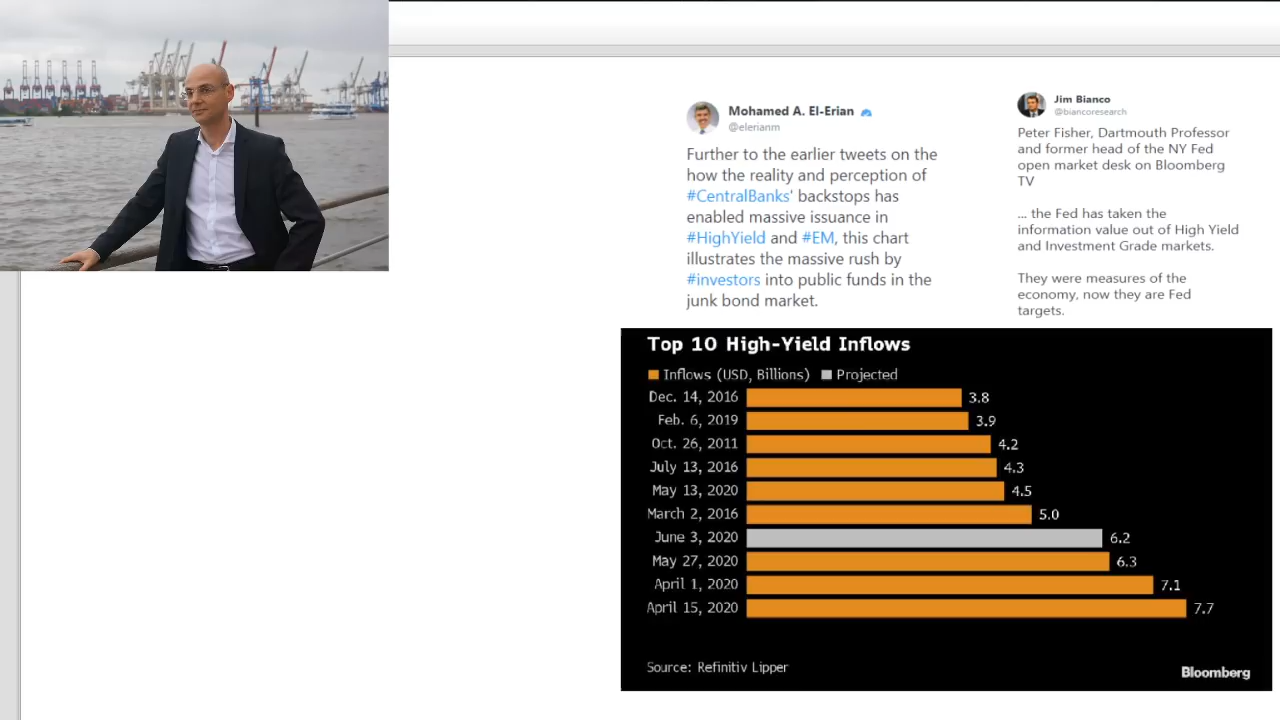 Mohamed A. El-Erian
@elerianm
Further to the earlier tweets on the
how the reality and perception of
#CentralBanks' backstops has
enabled massive issuance in
#HighYield and #EM, this chart
illustrates the massive rush by
#investors into public funds in the
junk bond market.
Jim Bianco
@biancoresearch
Peter Fisher, Dartmouth Professor
and former head of the NY Fed
open market desk on Bloomberg
TV
... the Fed has taken the
information value out of High Yield
and Investment Grade markets.
They were measures of the
economy, now they are Fed
targets.
Top 10 High-Yield Inflows
Inflows (USD, Billions) Projected
Dec. 14, 2016 3.8
Feb. 6, 2019 3.9
Oct. 26, 2011 4.2
July 13, 2016 4.3
May 13, 2020 4.5
March 2, 2016 5.0
June 3, 2020 6.2
May 27, 2020 6.3
April 1, 2020 7.1
April 15, 2020 7.7
Source: Refinitiv Lipper
Bloomberg